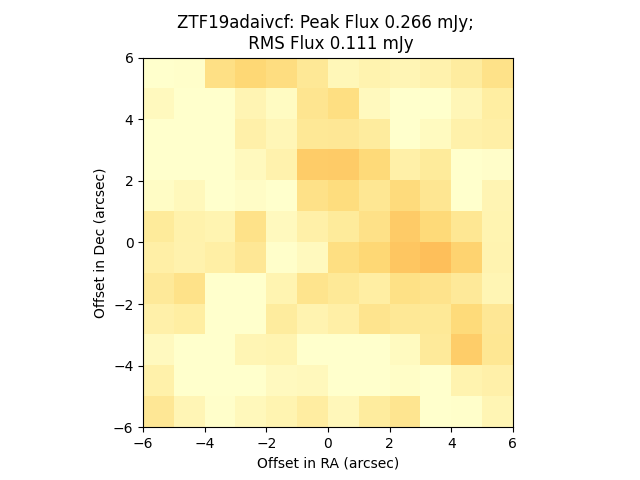 ZTF19adaivcf: Peak Flux 0.266 mJy;
RMS Flux 0.111 mJy
6
4
2
0
−2
−4
−6
Offset in Dec (arcsec)
−6 −4 −2 0 2 4 6
Offset in RA (arcsec)